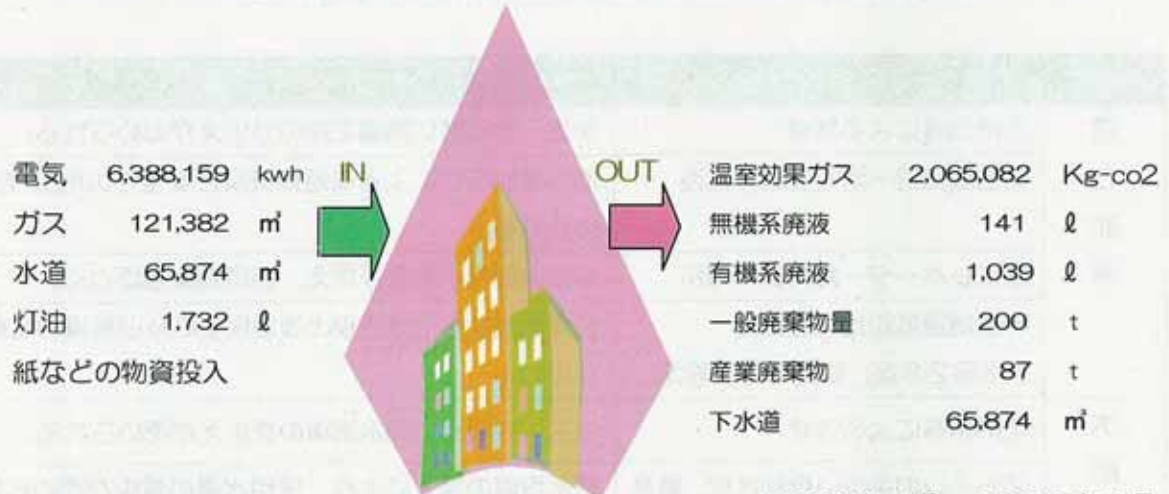 電気 6,388,159 kwh
ガス 121,382 ㎥
水道 65,874 ㎥
灯油 1,732 ℓ
紙などの物資投入
IN
OUT
温室効果ガス 2,065,082 Kg-co2
無機系廃液 141 ℓ
有機系廃液 1,039 ℓ
一般廃棄物量 200 t
産業廃棄物 87 t
下水道 65,874 ㎥